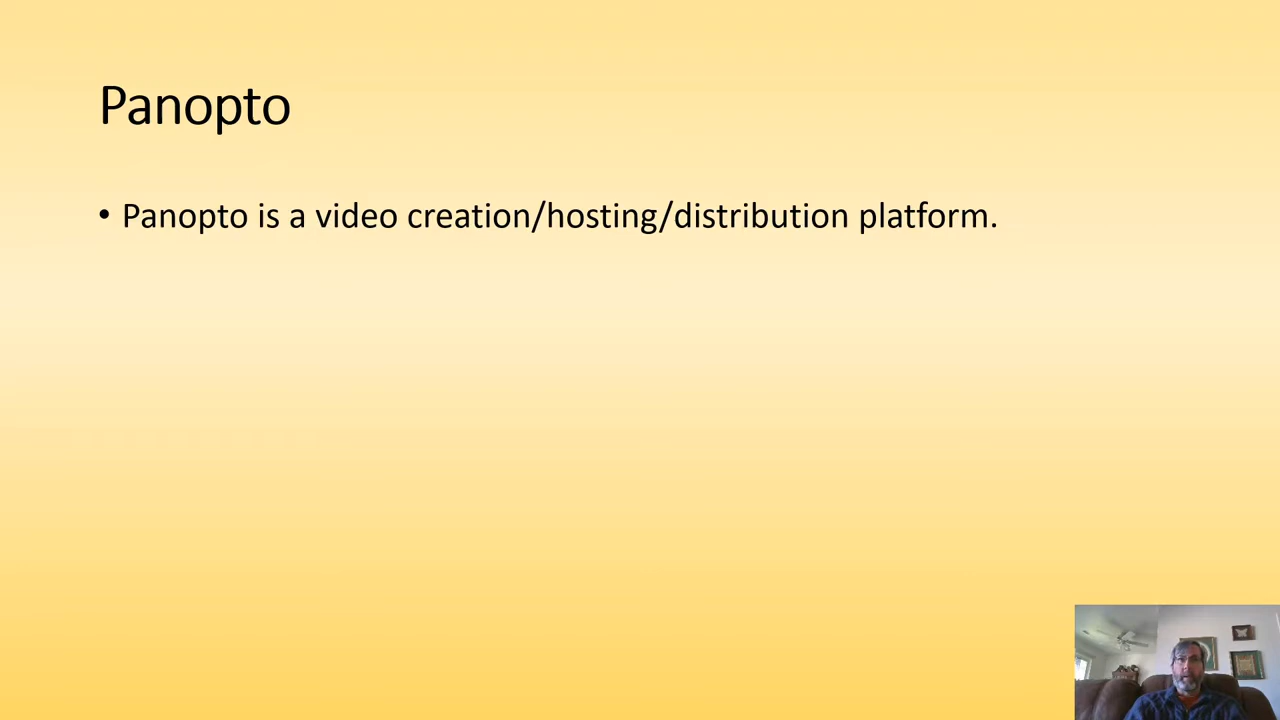 Panopto
• Panopto is a video creation/hosting/distribution platform.